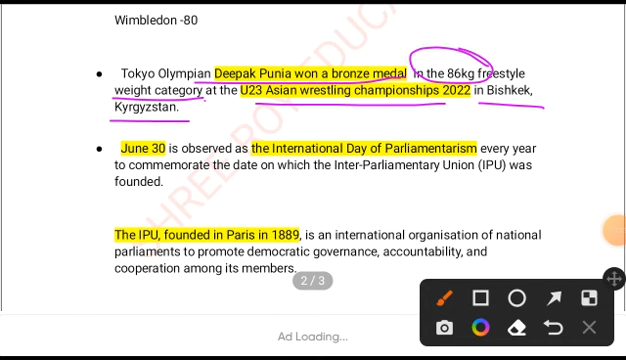 Wimbledon -80
• Tokyo Olympian Deepak Punia won a bronze medal in the 86kg freestyle
weight category at the U23 Asian wrestling championships 2022 in Bishkek,
Kyrgyzstan.
• June 30 is observed as the International Day of Parliamentarism every year
to commemorate the date on which the Inter-Parliamentary Union (IPU) was
founded.
The IPU, founded in Paris in 1889, is an international organisation of national
parliaments to promote democratic governance, accountability, and
cooperation among its members.
2 / 3
Ad Loading...